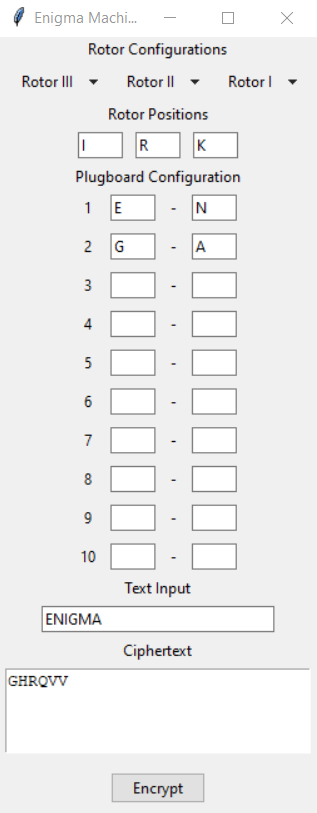 Enigma Machi...
Rotor Configurations
Rotor III Rotor II Rotor I
Rotor Positions
I R K
Plugboard Configuration
1 E - N
2 G - A
3 -
4 -
5 -
6 -
7 -
8 -
9 -
10 -
Text Input
ENIGMA
Ciphertext
GHRQVV
Encrypt